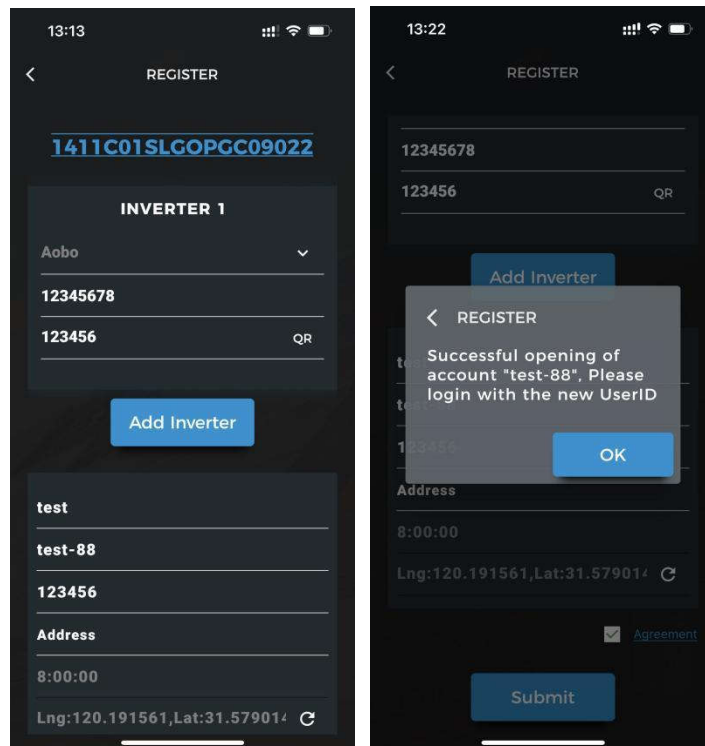 13:13
REGISTER
1411C01SLGOPGC09022
INVERTER 1
Aobo
12345678
123456 QR
Add Inverter
test
test-88
123456
Address
8:00:00
Lng:120.191561,Lat:31.579014
13:22
REGISTER
12345678
123456 QR
Add Inverter
REGISTER
Successful opening of
account "test-88", Please
login with the new UserID
OK
123456
Address
8:00:00
Lng:120.191561,Lat:31.579014
Agreement
Submit